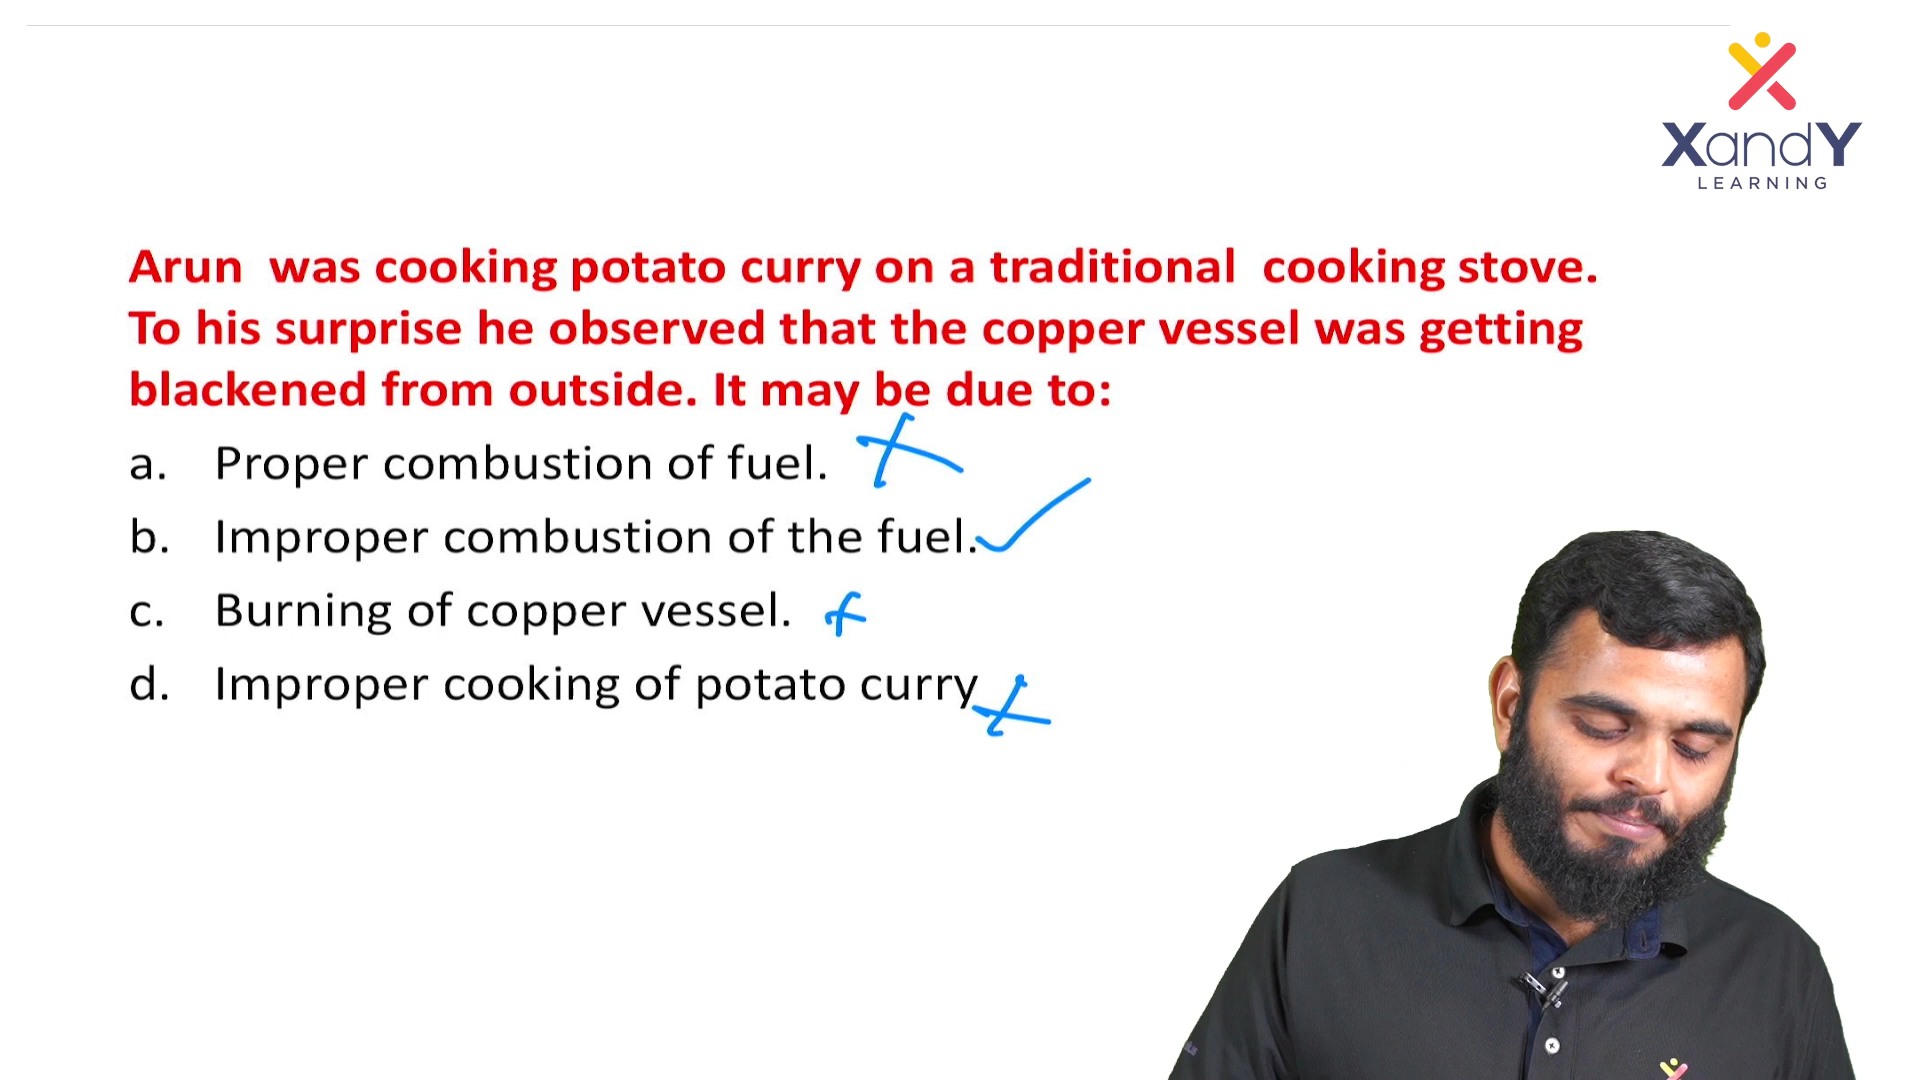 XandY
LEARNING
Arun was cooking potato curry on a traditional cooking stove.
To his surprise he observed that the copper vessel was getting
blackened from outside. It may be due to:
a. Proper combustion of fuel.
b. Improper combustion of the fuel.
c. Burning of copper vessel.
d. Improper cooking of potato curry